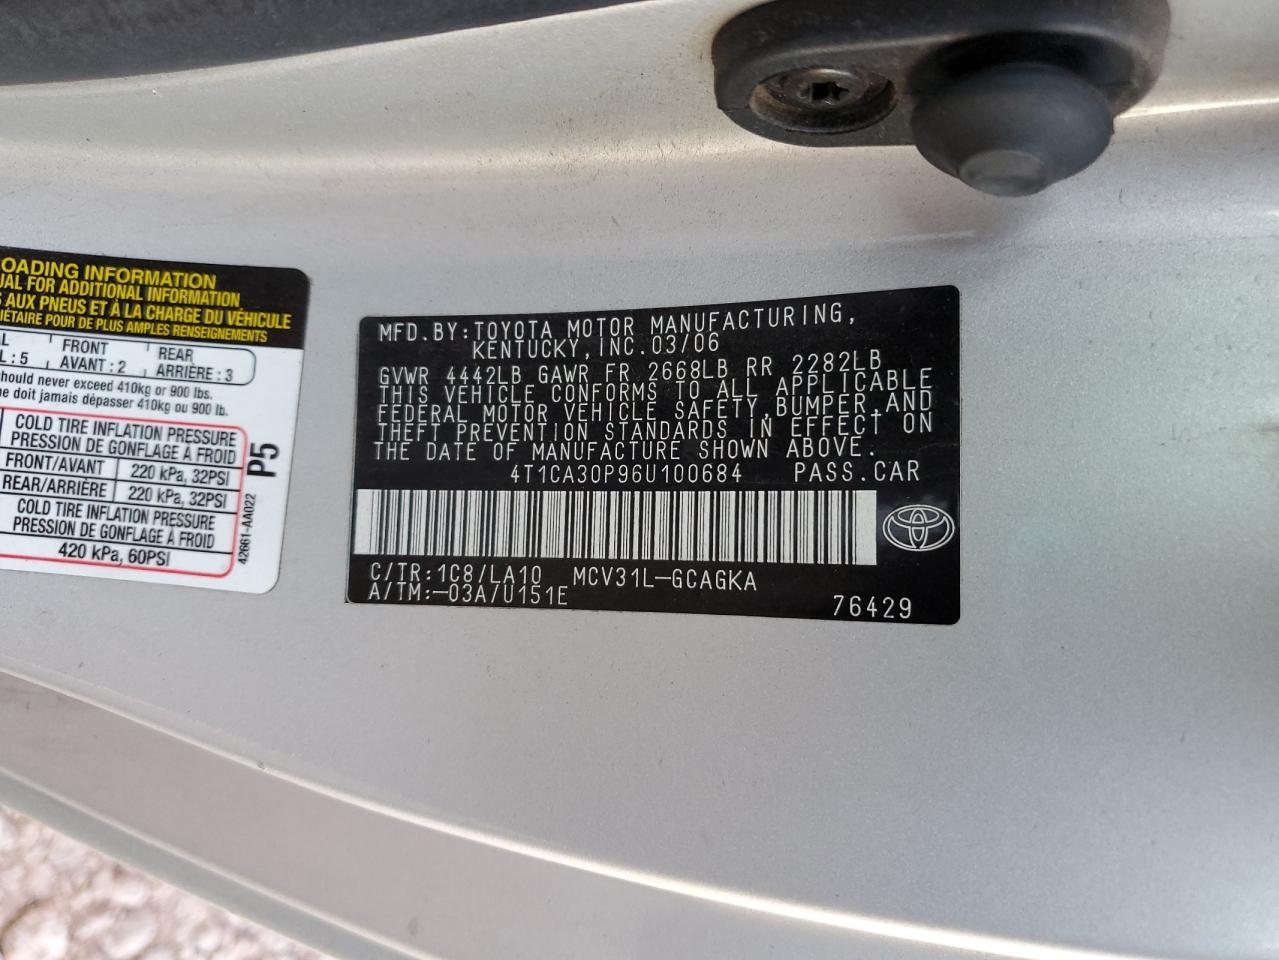 OADING INFORMATION
UAL FOR ADDITIONAL INFORMATION
AUX PNEUS ET À LA CHARGE DU VÉHICULE
IÉTAIRE POUR DE PLUS AMPLES RENSEIGNEMENTS
L : 5
FRONT
AVANT : 2
REAR
ARRIÈRE : 3
hould never exceed 410kg or 900 lbs.
ne doit jamais dépasser 410kg ou 900 lb.
COLD TIRE INFLATION PRESSURE
PRESSION DE GONFLAGE À FROID
FRONT/AVANT 220 kPa, 32PSI
REAR/ARRIÈRE 220 kPa, 32PSI
COLD TIRE INFLATION PRESSURE
PRESSION DE GONFLAGE À FROID
420 kPa, 60PSI
P5
42661-AA022
MFD.BY:TOYOTA MOTOR MANUFACTURING,
KENTUCKY,INC.03/06
GVWR 4442LB GAWR FR 2668LB RR 2282LB
THIS VEHICLE CONFORMS TO ALL APPLICABLE
FEDERAL MOTOR VEHICLE SAFETY,BUMPER,AND
THEFT PREVENTION STANDARDS IN EFFECT ON
THE DATE OF MANUFACTURE SHOWN ABOVE.
4T1CA30P96U100684 PASS.CAR
C/TR:1C8/LA10 MCV31L-GCAGKA
A/TM:-03A/U151E
76429